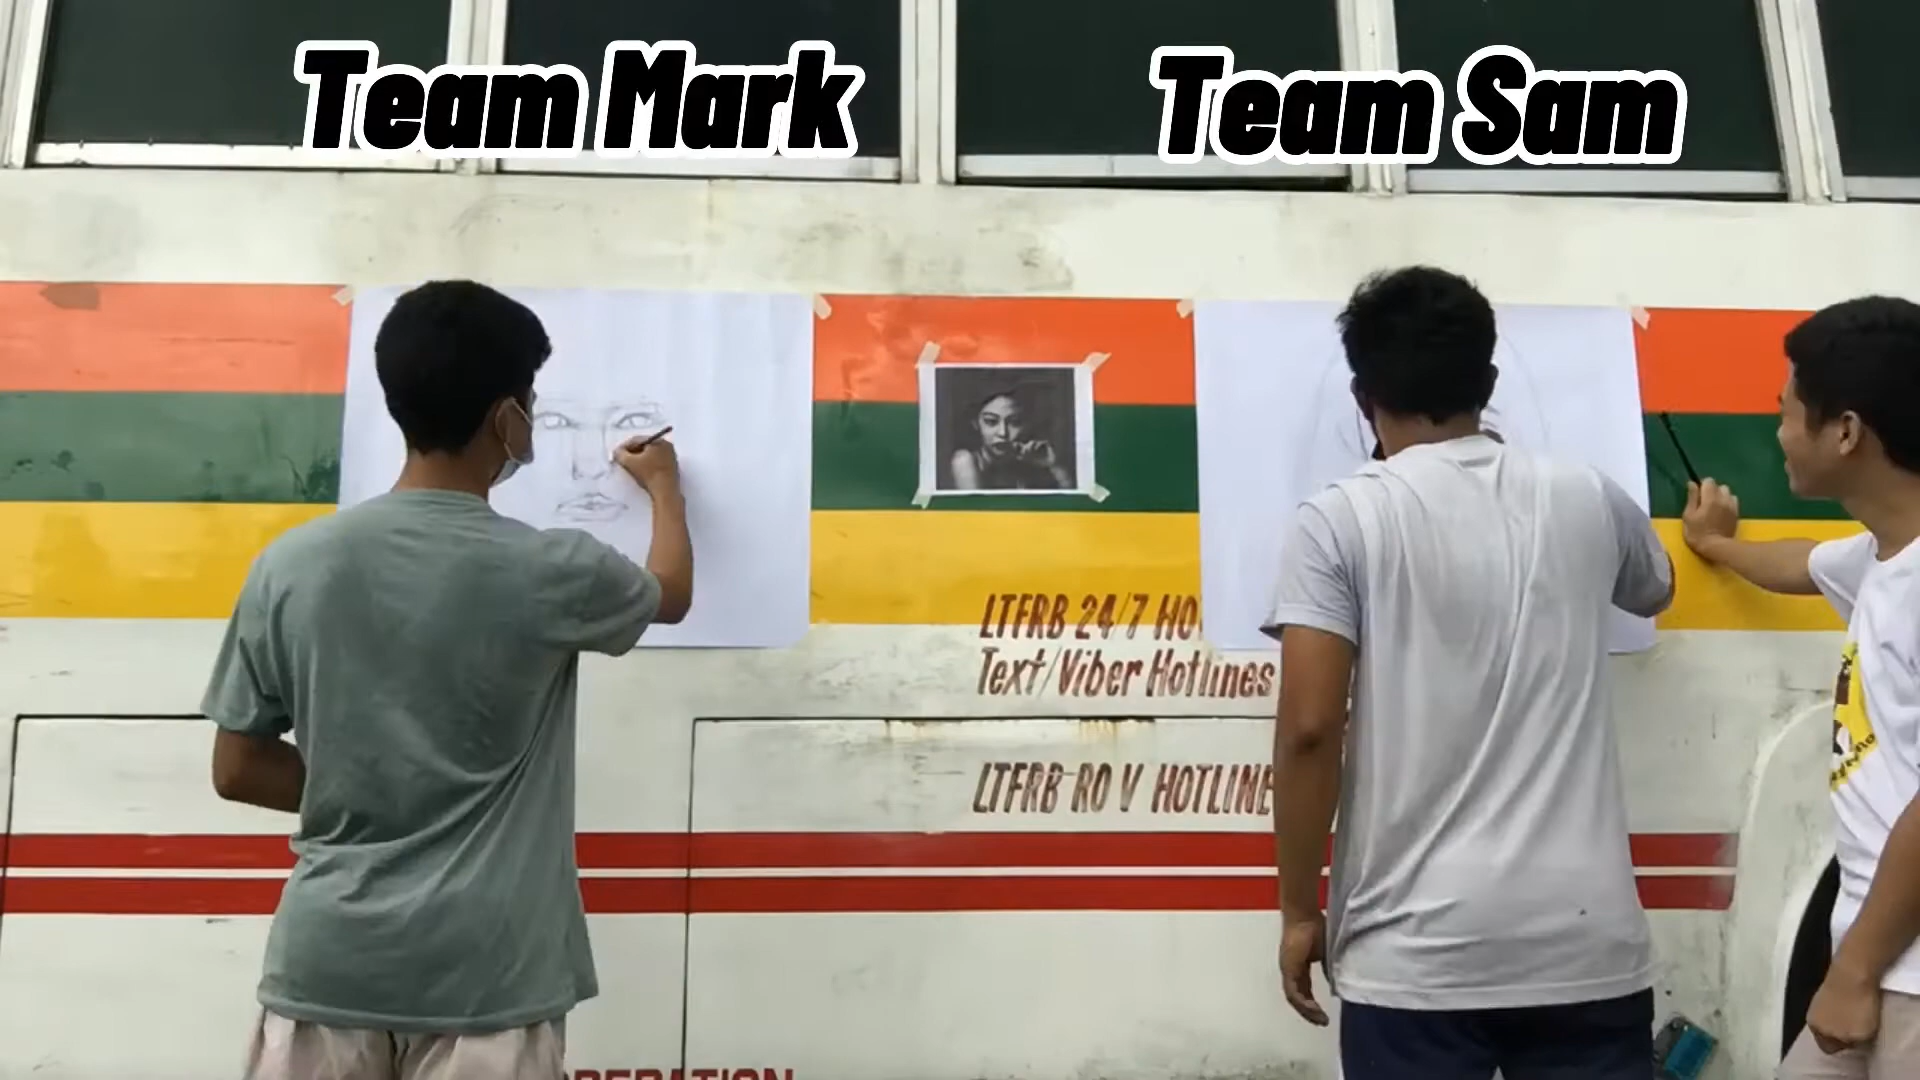 Team Mark
Team Sam
LTFRB 24/7
Text/Viber Hotlines
LTFRB RO V HOTLINE